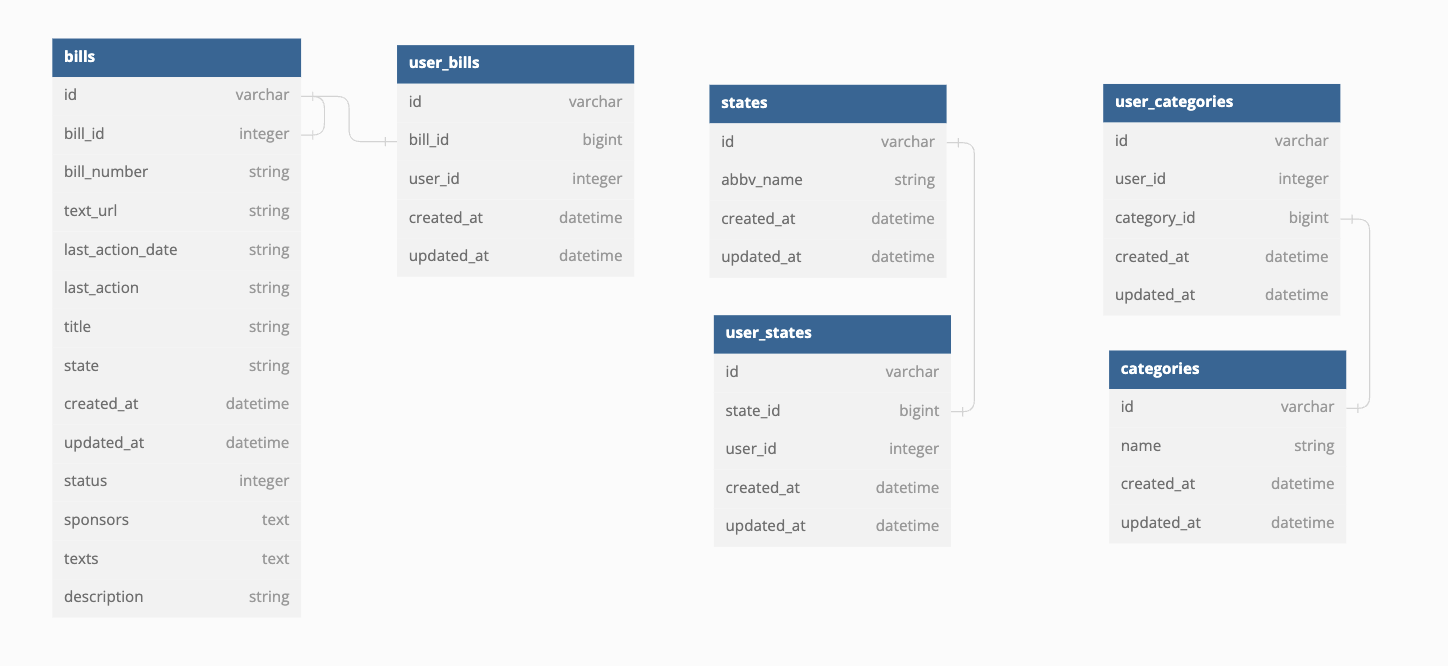 bills
id varchar
bill_id integer
bill_number string
text_url string
last_action_date string
last_action string
title string
state string
created_at datetime
updated_at datetime
status integer
sponsors text
texts text
description string
user_bills
id varchar
bill_id bigint
user_id integer
created_at datetime
updated_at datetime
states
id varchar
abbv_name string
created_at datetime
updated_at datetime
user_states
id varchar
state_id bigint
user_id integer
created_at datetime
updated_at datetime
user_categories
id varchar
user_id integer
category_id bigint
created_at datetime
updated_at datetime
categories
id varchar
name string
created_at datetime
updated_at datetime